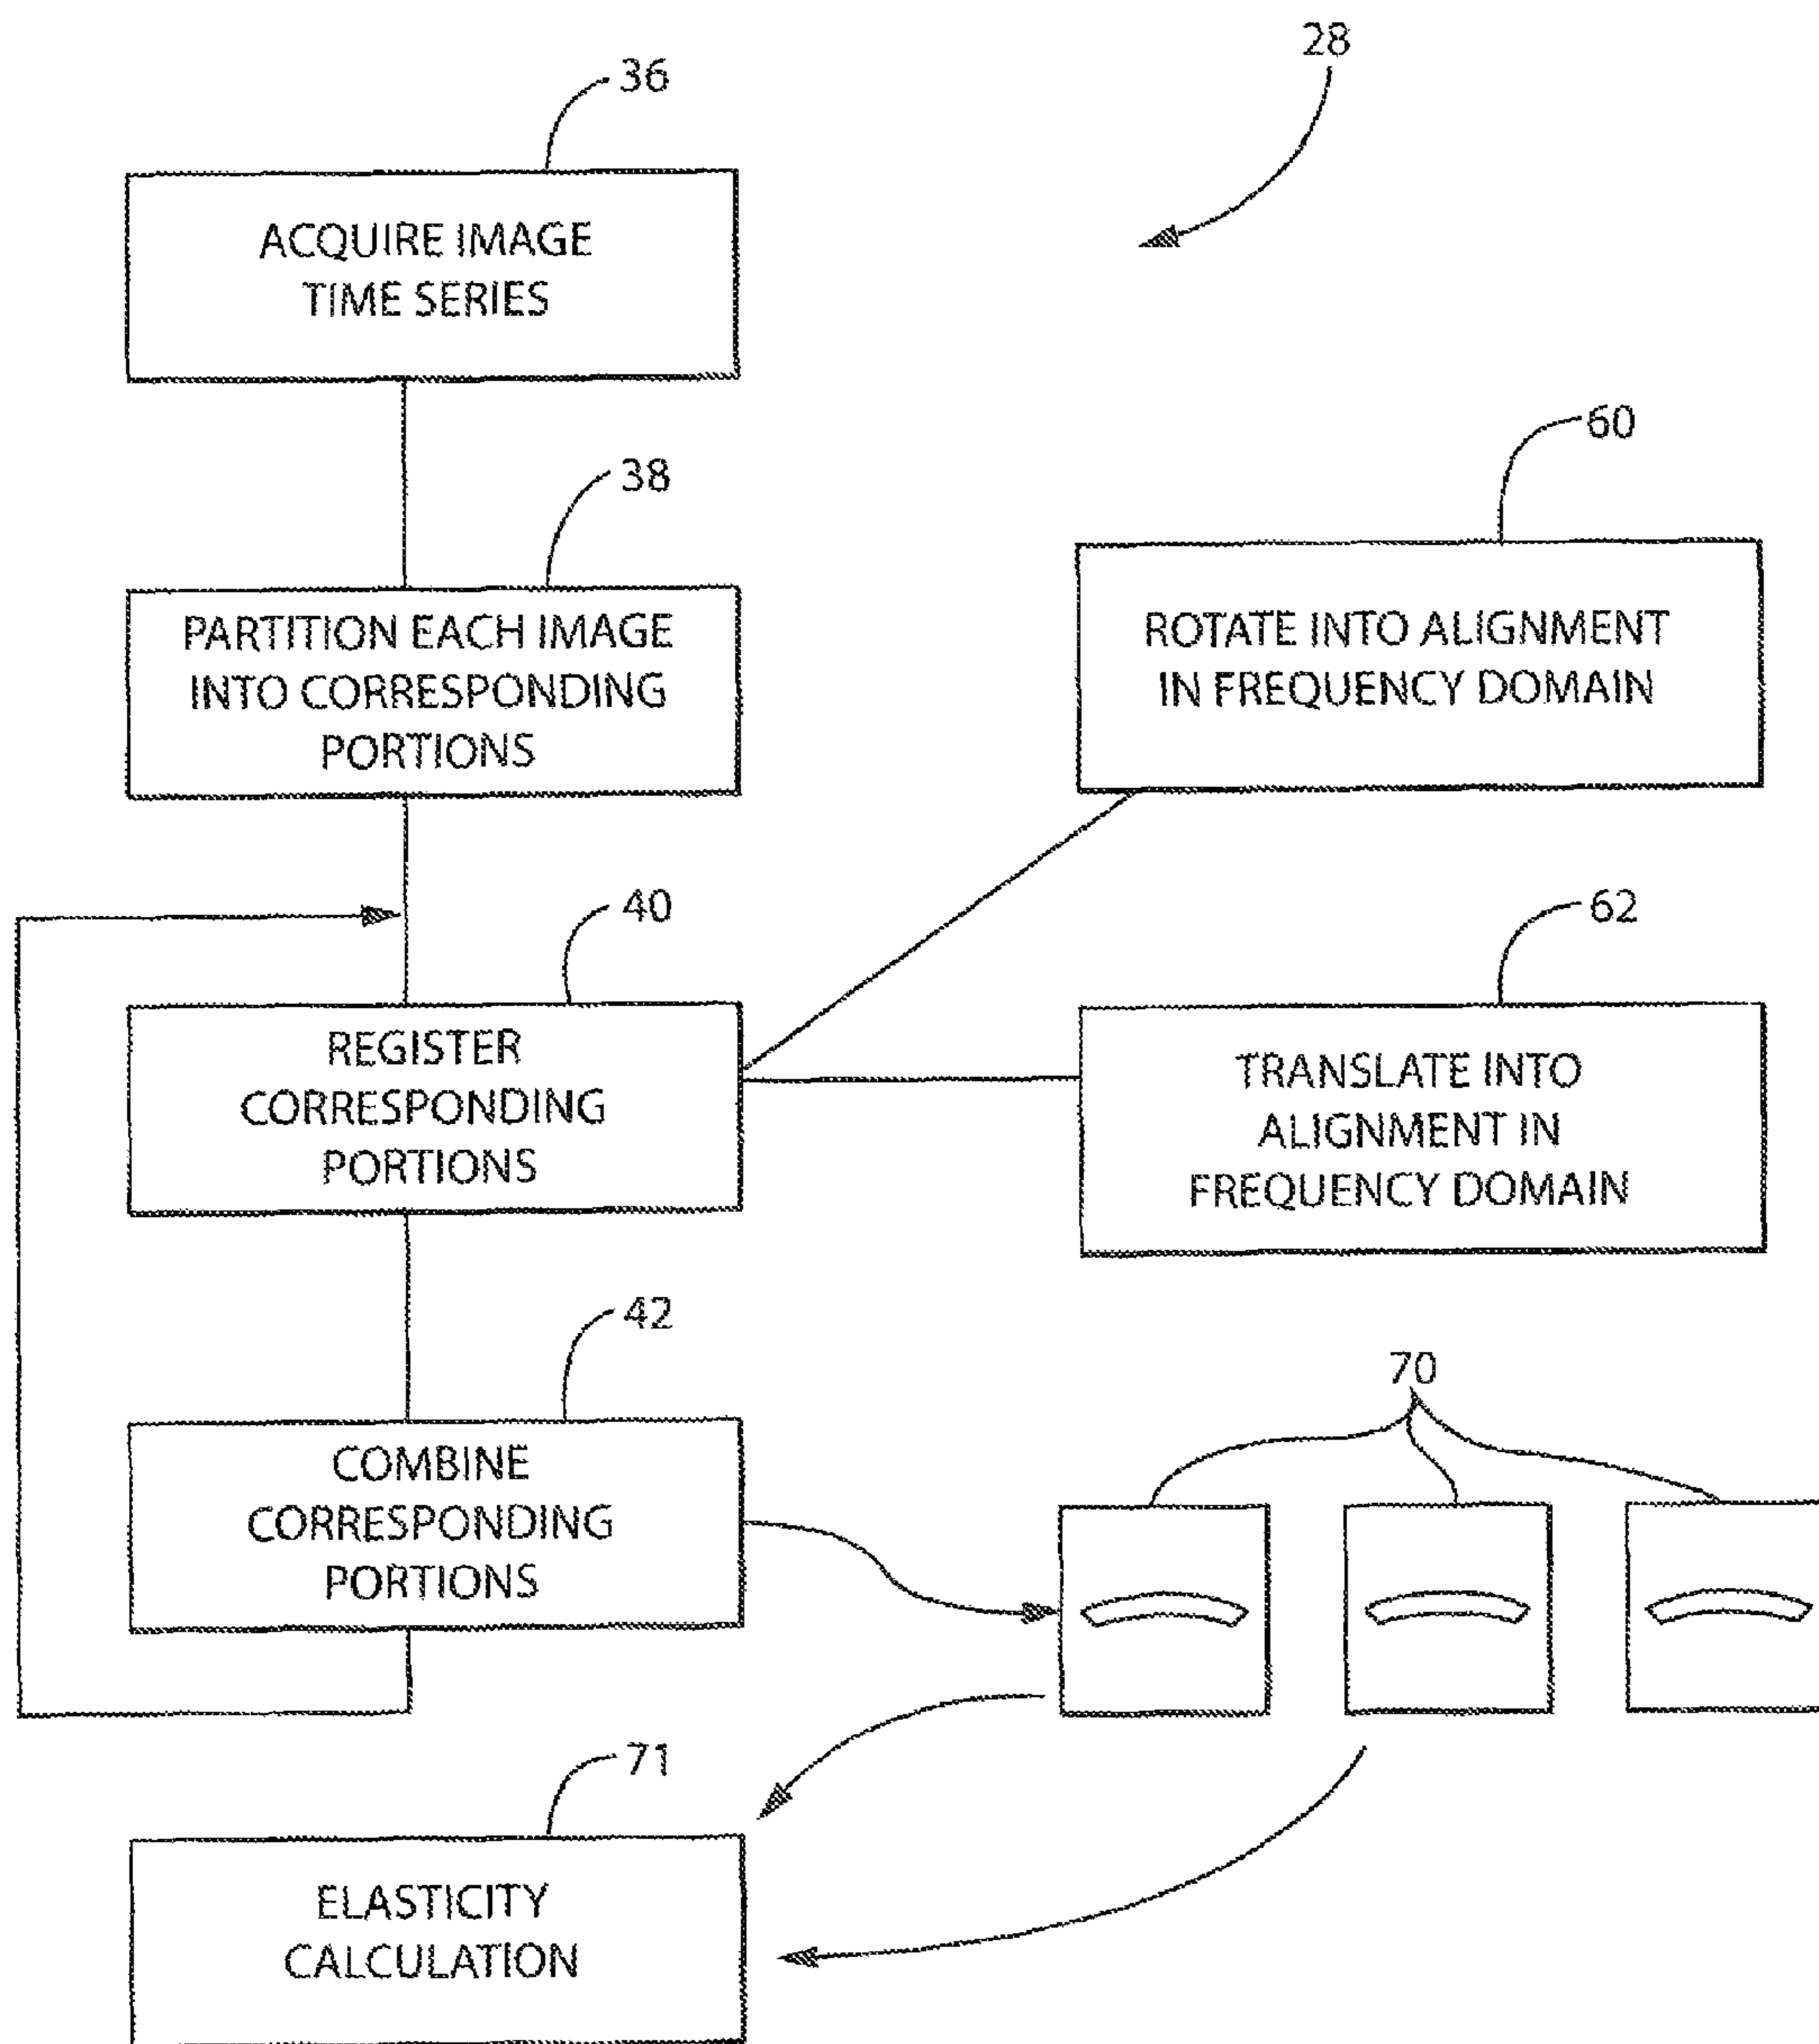 28
36
ACQUIRE IMAGE
TIME SERIES
38
PARTITION EACH IMAGE
INTO CORRESPONDING
PORTIONS
60
ROTATE INTO ALIGNMENT
IN FREQUENCY DOMAIN
40
REGISTER
CORRESPONDING
PORTIONS
62
TRANSLATE INTO
ALIGNMENT IN
FREQUENCY DOMAIN
42
COMBINE
CORRESPONDING
PORTIONS
70
71
ELASTICITY
CALCULATION